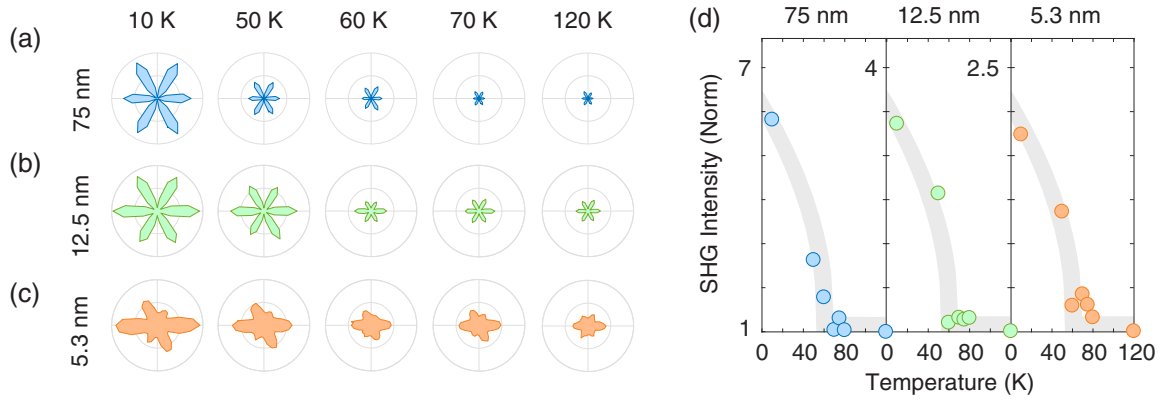 10 K 50 K 60 K 70 K 120 K
(a)
75 nm
(b)
12.5 nm
(c)
5.3 nm
(d)
75 nm 12.5 nm 5.3 nm
SHG Intensity (Norm)
7 4 2.5
1
0 40 80 0 40 80 0 40 80 120
Temperature (K)